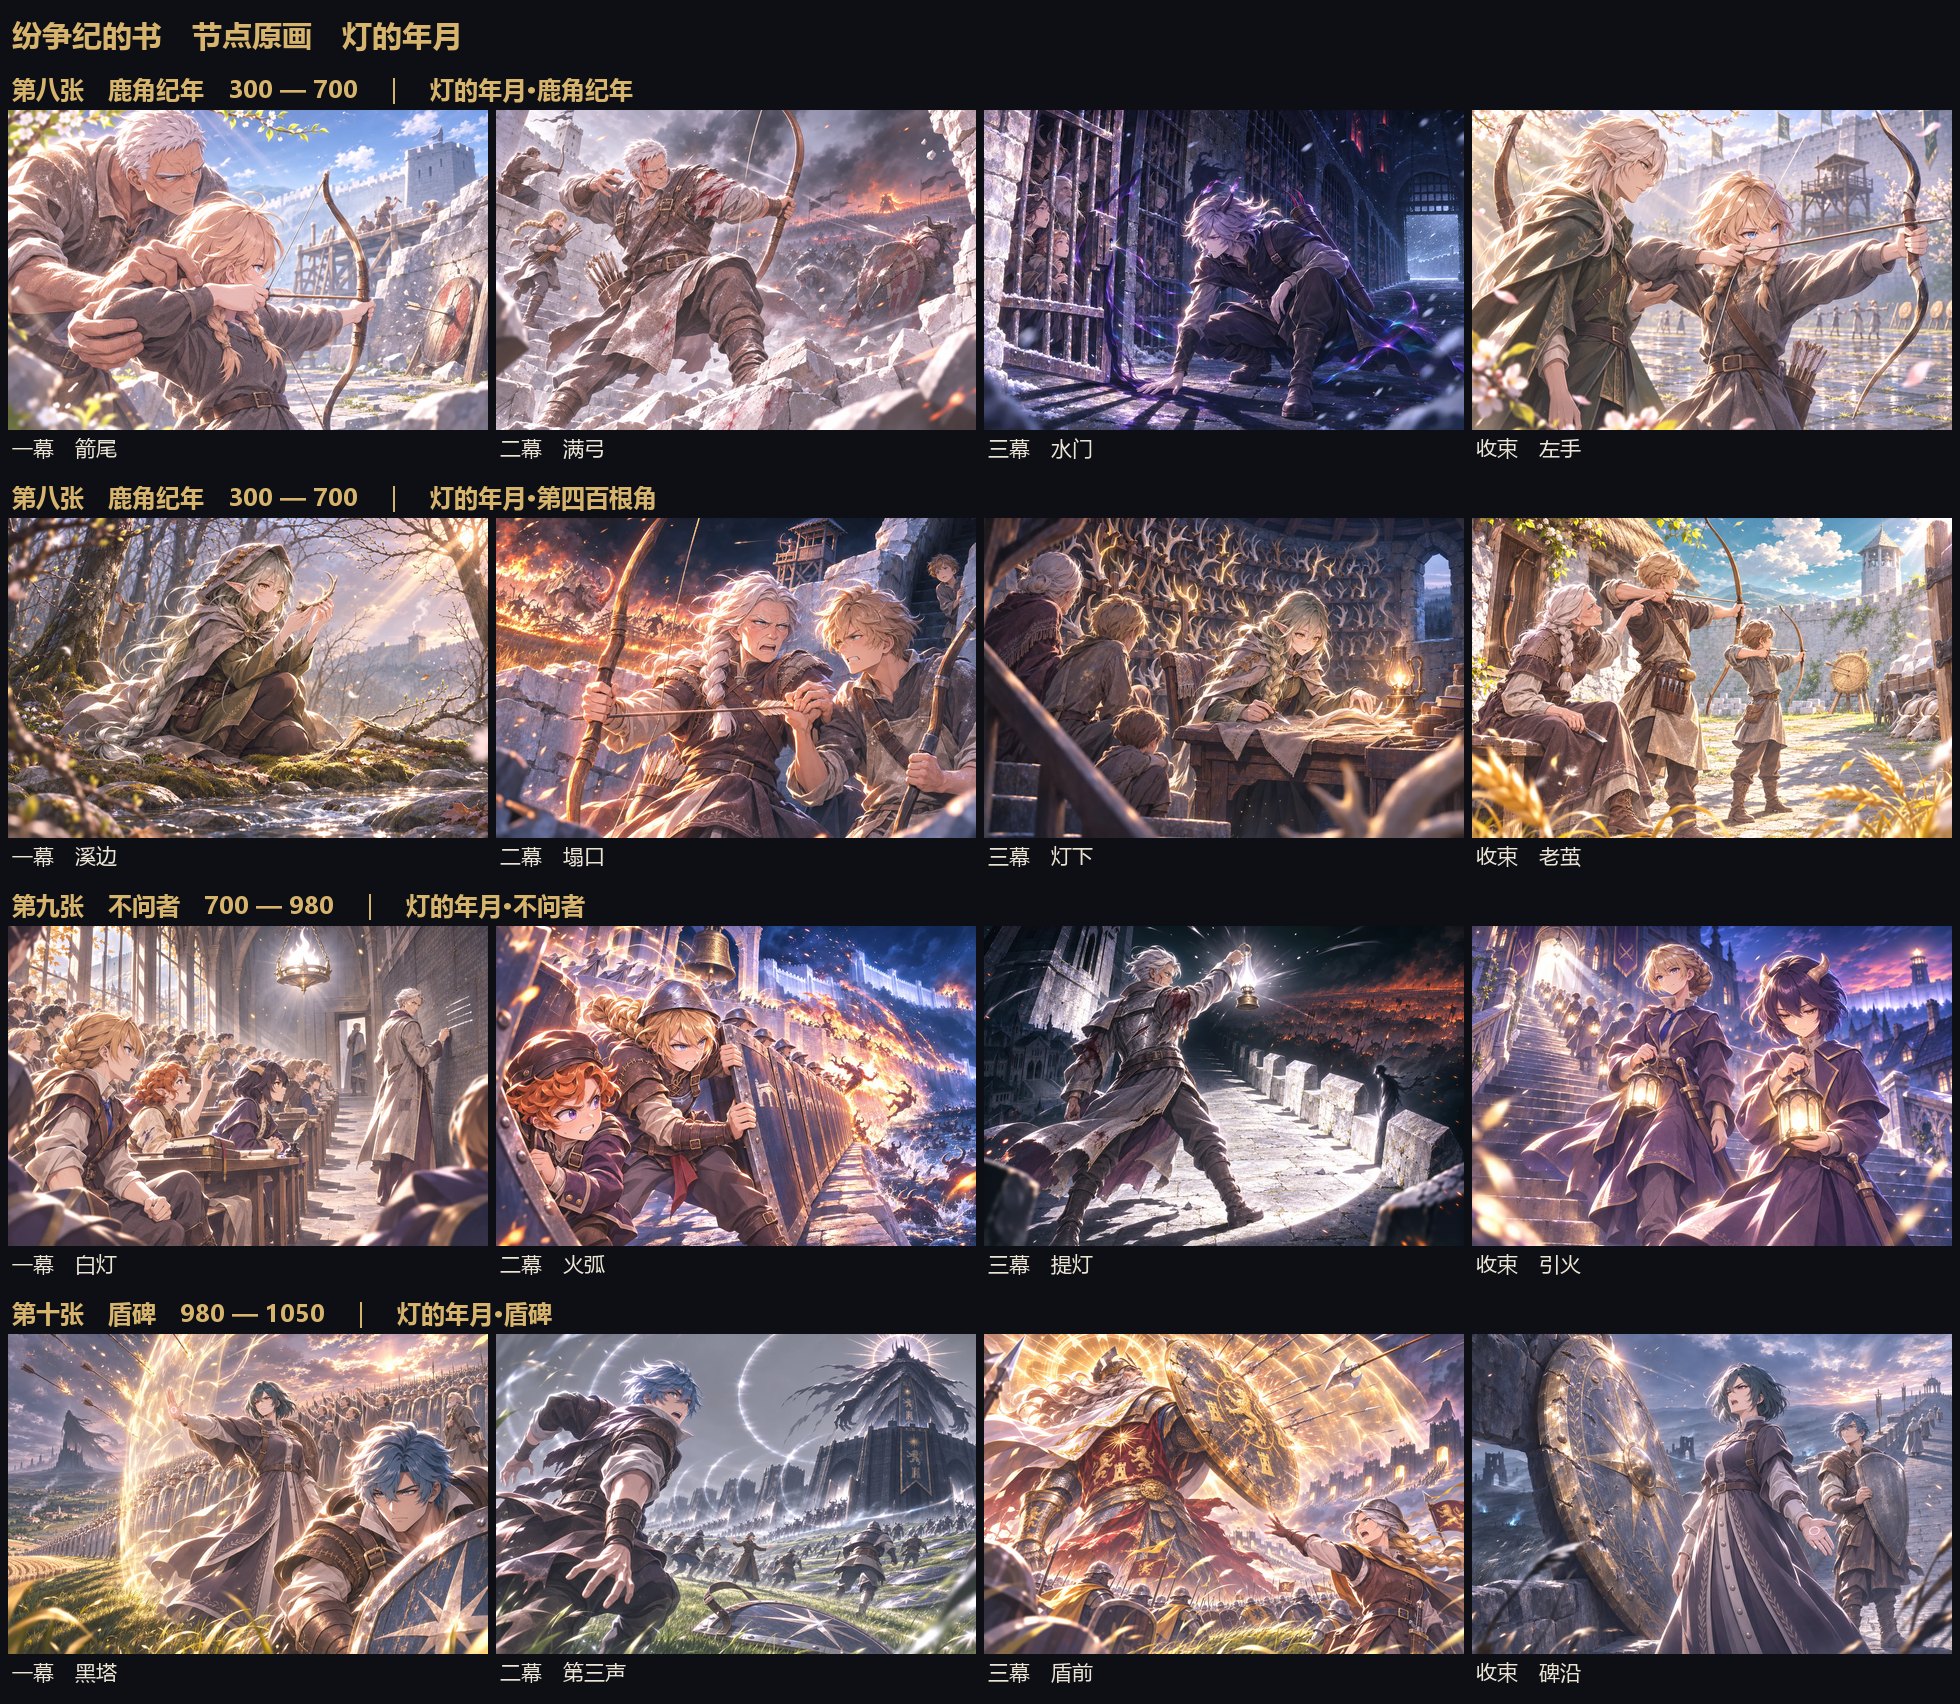 纷争纪的书　节点原画　灯的年月
第八张　鹿角纪年　300 — 700　｜　灯的年月·鹿角纪年
一幕　箭尾
二幕　满弓
三幕　水门
收束　左手
第八张　鹿角纪年　300 — 700　｜　灯的年月·第四百根角
一幕　溪边
二幕　塌口
三幕　灯下
收束　老茧
第九张　不问者　700 — 980　｜　灯的年月·不问者
一幕　白灯
二幕　火弧
三幕　提灯
收束　引火
第十张　盾碑　980 — 1050　｜　灯的年月·盾碑
一幕　黑塔
二幕　第三声
三幕　盾前
收束　碑沿